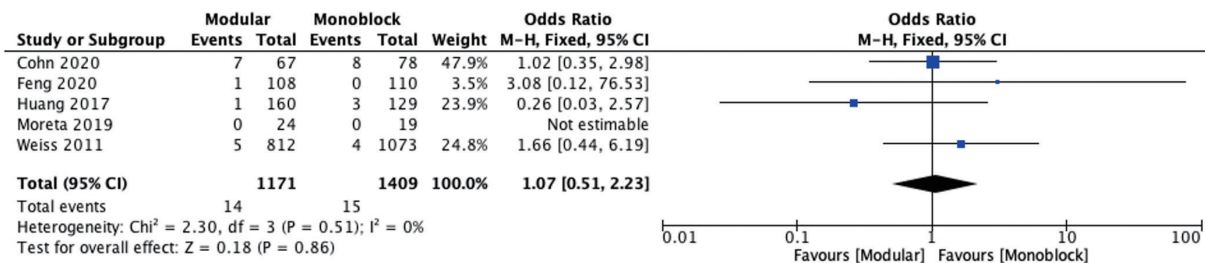 Modular Monoblock Odds Ratio Odds Ratio
Study or Subgroup Events Total Events Total Weight M-H, Fixed, 95% CI M-H, Fixed, 95% CI
Cohn 2020 7 67 8 78 47.9% 1.02 [0.35, 2.98]
Feng 2020 1 108 0 110 3.5% 3.08 [0.12, 76.53]
Huang 2017 1 160 3 129 23.9% 0.26 [0.03, 2.57]
Moreta 2019 0 24 0 19 Not estimable
Weiss 2011 5 812 4 1073 24.8% 1.66 [0.44, 6.19]
Total (95% CI) 1171 1409 100.0% 1.07 [0.51, 2.23]
Total events 14 15
Heterogeneity: Chi² = 2.30, df = 3 (P = 0.51); I² = 0%
Test for overall effect: Z = 0.18 (P = 0.86)
0.01 0.1 1 10 100
Favours [Modular] Favours [Monoblock]